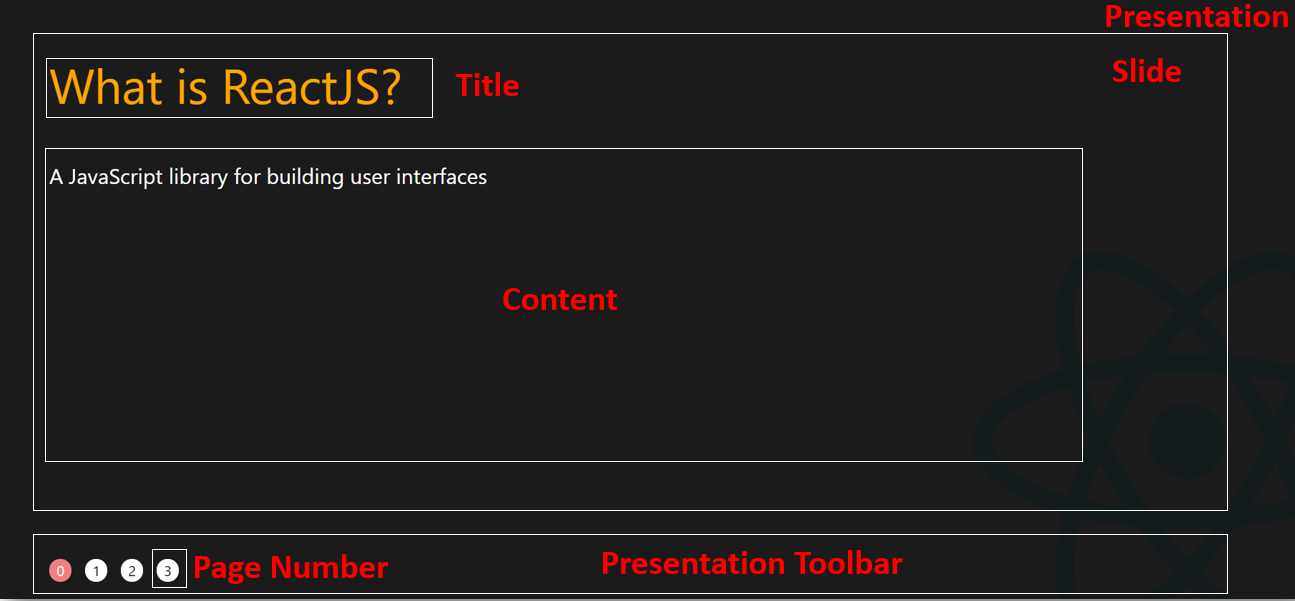 Presentation
What is ReactJS?
Title
Slide
A JavaScript library for building user interfaces
Content
0 1 2 3 Page Number
Presentation Toolbar